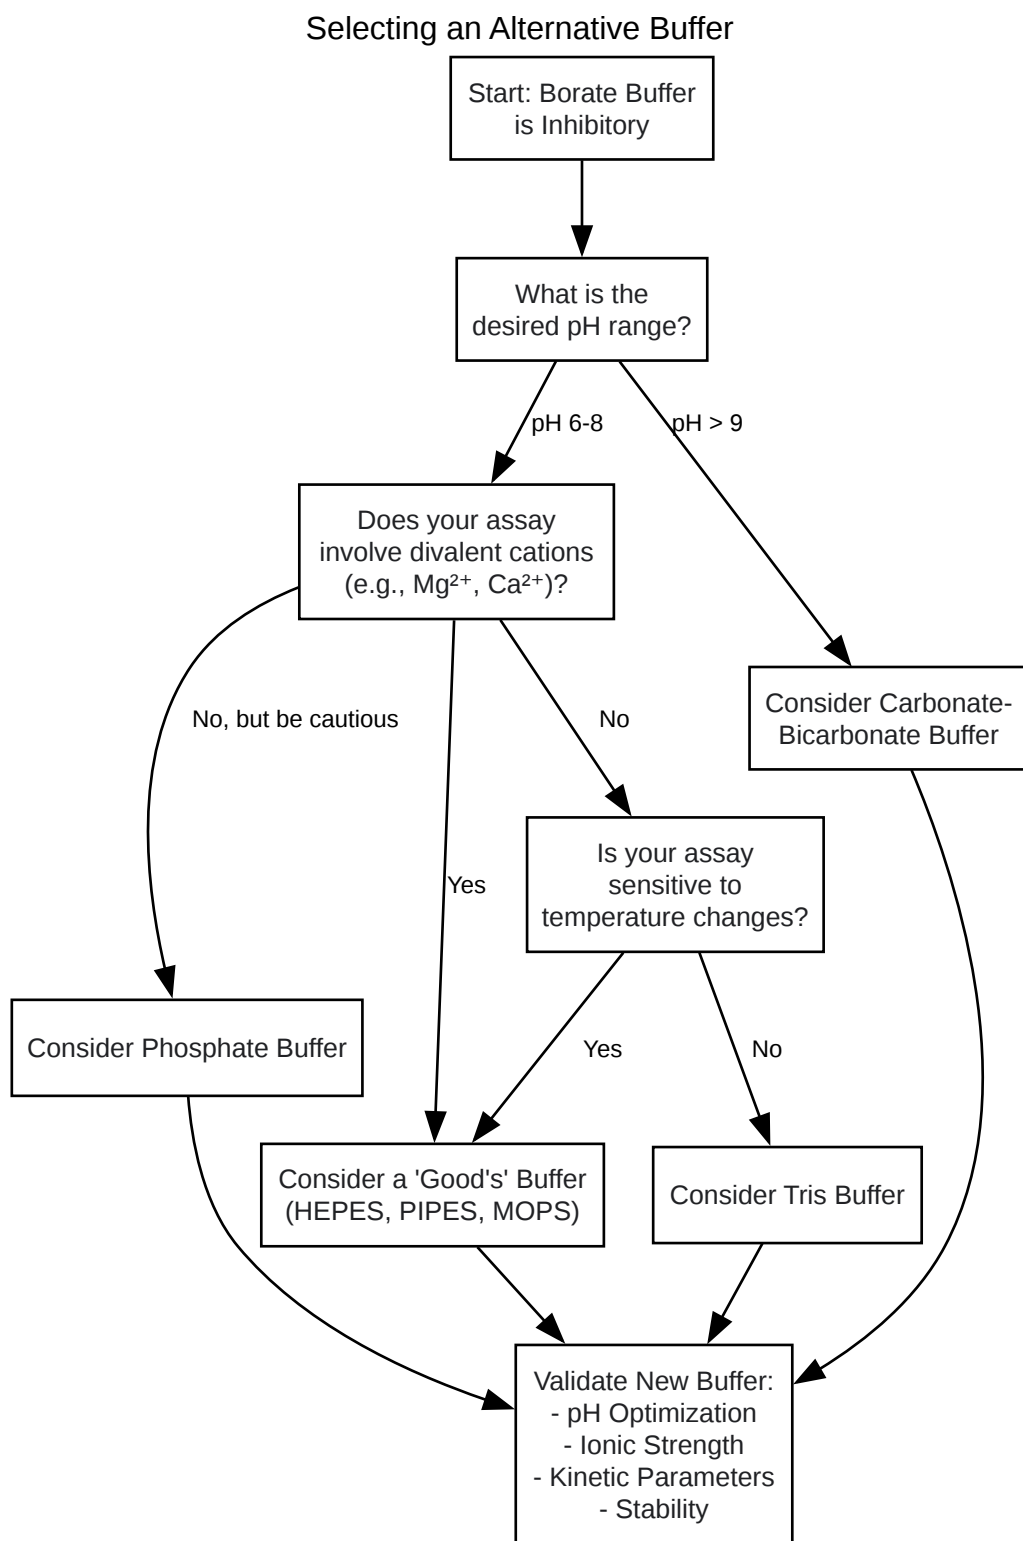 Selecting an Alternative Buffer
Start: Borate Buffer
is Inhibitory
What is the
desired pH range?
pH 6-8
pH > 9
Does your assay
involve divalent cations
(e.g., Mg²⁺, Ca²⁺)?
Consider Carbonate-
Bicarbonate Buffer
No, but be cautious
No
Is your assay
sensitive to
temperature changes?
Yes
Consider Phosphate Buffer
Yes
No
Consider a 'Good's' Buffer
(HEPES, PIPES, MOPS)
Consider Tris Buffer
Validate New Buffer:
- pH Optimization
- Ionic Strength
- Kinetic Parameters
- Stability